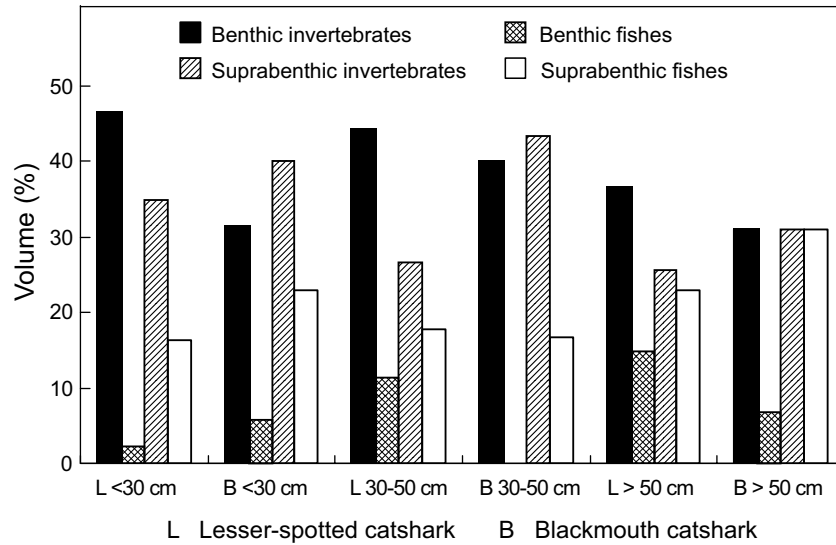 Benthic invertebrates Benthic fishes
Suprabenthic invertebrates Suprabenthic fishes
50
40
30
20
10
0
Volume (%)
L <30 cm B <30 cm L 30-50 cm B 30-50 cm L > 50 cm B > 50 cm
L Lesser-spotted catshark B Blackmouth catshark